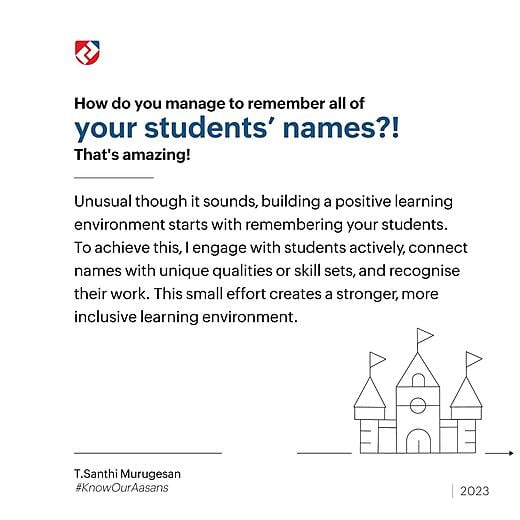 How do you manage to remember all of
your students’ names?!
That's amazing!
Unusual though it sounds, building a positive learning
environment starts with remembering your students.
To achieve this, I engage with students actively, connect
names with unique qualities or skill sets, and recognise
their work. This small effort creates a stronger, more
inclusive learning environment.
T.Santhi Murugesan
#KnowOurAasans
2023